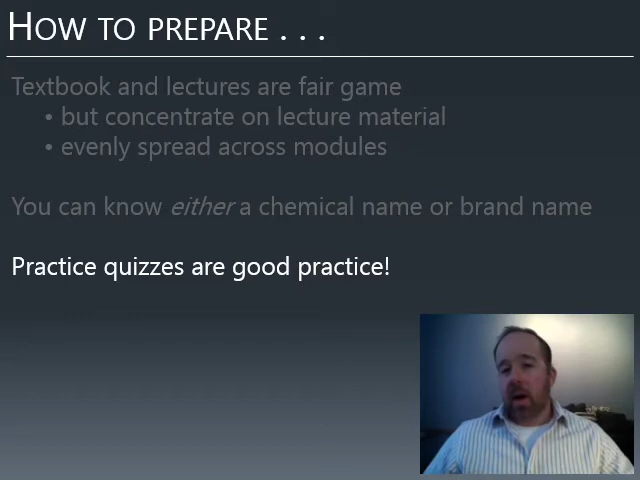 HOW TO PREPARE . . .
Textbook and lectures are fair game
• but concentrate on lecture material
• evenly spread across modules
You can know either a chemical name or brand name
Practice quizzes are good practice!